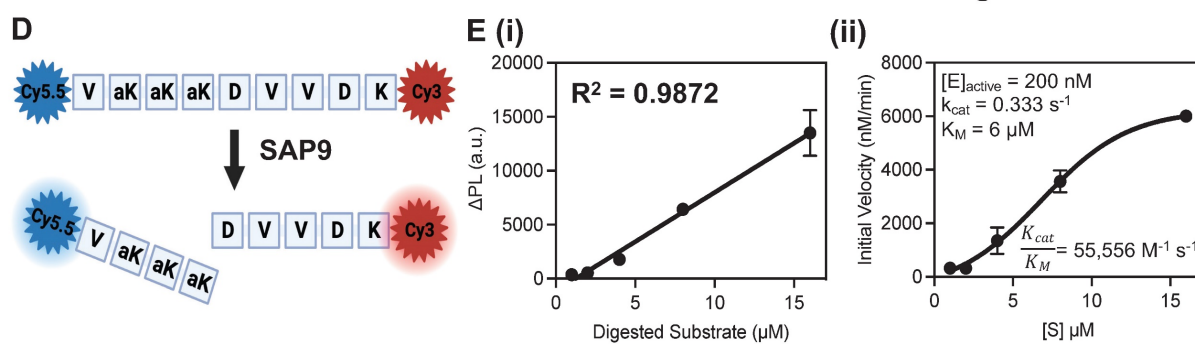 D
Cy5.5 V aK aK aK D V V D K Cy3
SAP9
Cy5.5 V aK aK aK
D V V D K Cy3
E (i)
R² = 0.9872
ΔPL (a.u.)
20000
15000
10000
5000
0
0 5 10 15
Digested Substrate (µM)
(ii)
[E]active = 200 nM
kcat = 0.333 s⁻¹
KM = 6 µM
Initial Velocity (nM/min)
8000
6000
4000
2000
0
Kcat/KM = 55,556 M⁻¹ s⁻¹
0 5 10 15
[S] µM